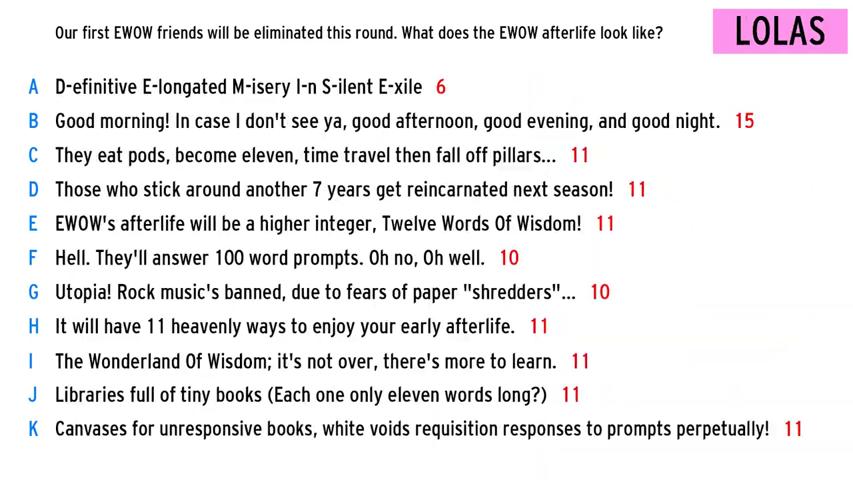 Our first EWOW friends will be eliminated this round. What does the EWOW afterlife look like?
LOLAS
A D-efinitive E-longated M-isery I-n S-ilent E-xile 6
B Good morning! In case I don't see ya, good afternoon, good evening, and good night. 15
C They eat pods, become eleven, time travel then fall off pillars... 11
D Those who stick around another 7 years get reincarnated next season! 11
E EWOW's afterlife will be a higher integer, Twelve Words Of Wisdom! 11
F Hell. They'll answer 100 word prompts. Oh no, Oh well. 10
G Utopia! Rock music's banned, due to fears of paper "shredders"... 10
H It will have 11 heavenly ways to enjoy your early afterlife. 11
I The Wonderland Of Wisdom; it's not over, there's more to learn. 11
J Libraries full of tiny books (Each one only eleven words long?) 11
K Canvases for unresponsive books, white voids requisition responses to prompts perpetually! 11